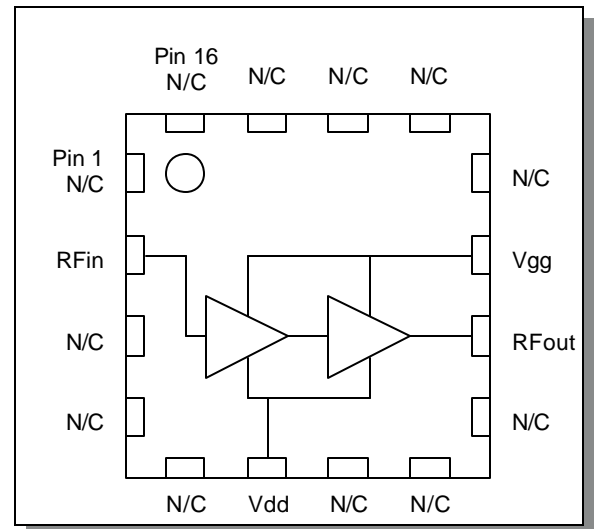 Pin 16
N/C N/C N/C N/C
Pin 1
N/C N/C
RFin Vgg
N/C RFout
N/C N/C
N/C Vdd N/C N/C